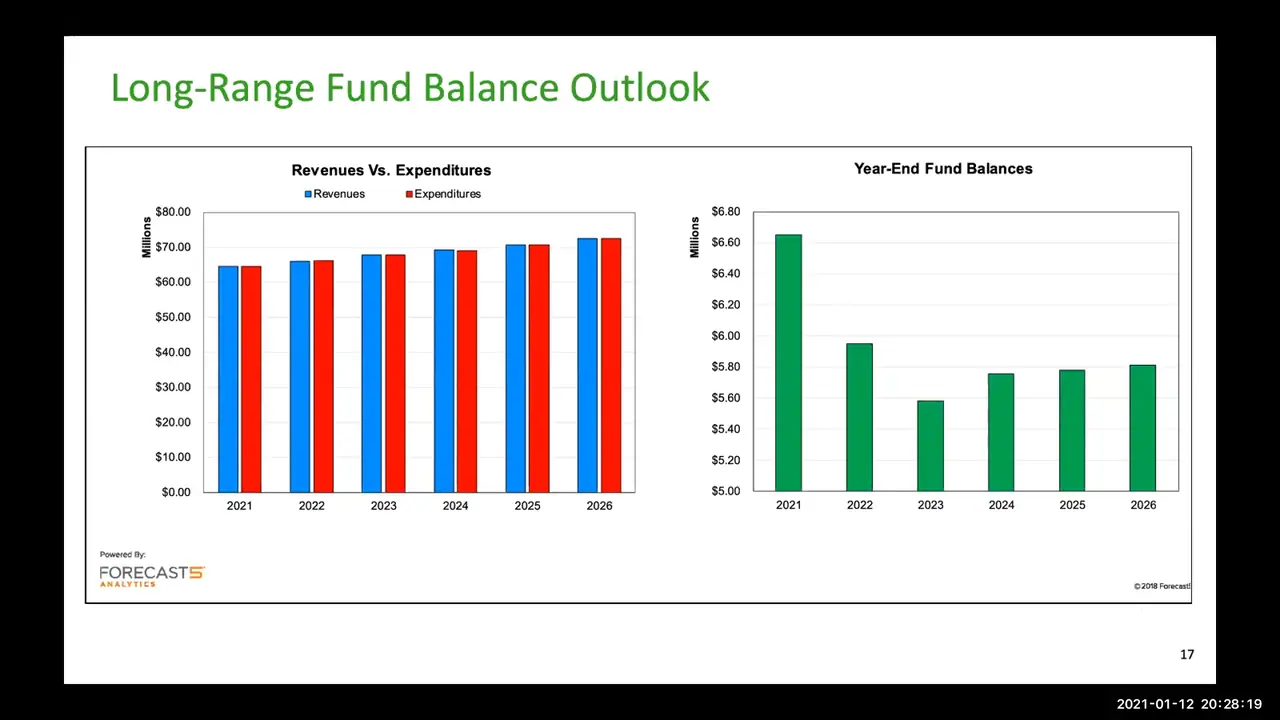 Long-Range Fund Balance Outlook
Revenues Vs. Expenditures
Revenues Expenditures
Millions
$80.00
$70.00
$60.00
$50.00
$40.00
$30.00
$20.00
$10.00
$0.00
2021 2022 2023 2024 2025 2026
Year-End Fund Balances
Millions
$6.80
$6.60
$6.40
$6.20
$6.00
$5.80
$5.60
$5.40
$5.20
$5.00
2021 2022 2023 2024 2025 2026
Powered By:
FORECAST5
ANALYTICS
©2018 Forecast5
17
2021-01-12 20:28:19